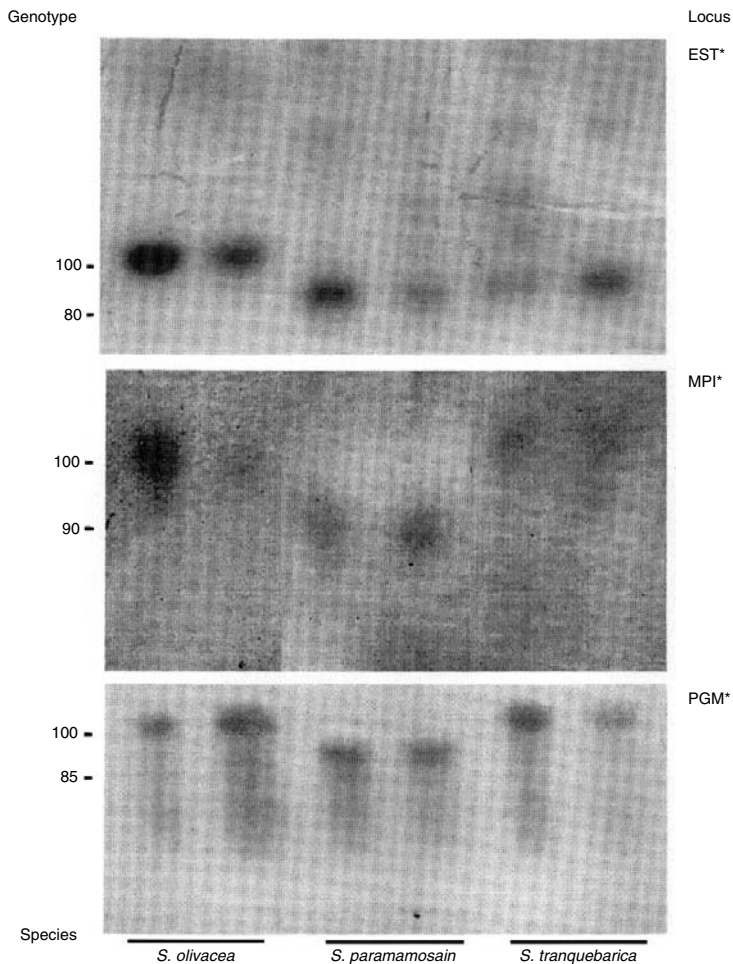 Genotype Locus
EST*
100
80
MPI*
100
90
PGM*
100
85
Species
S. olivacea S. paramamosain S. tranquebarica